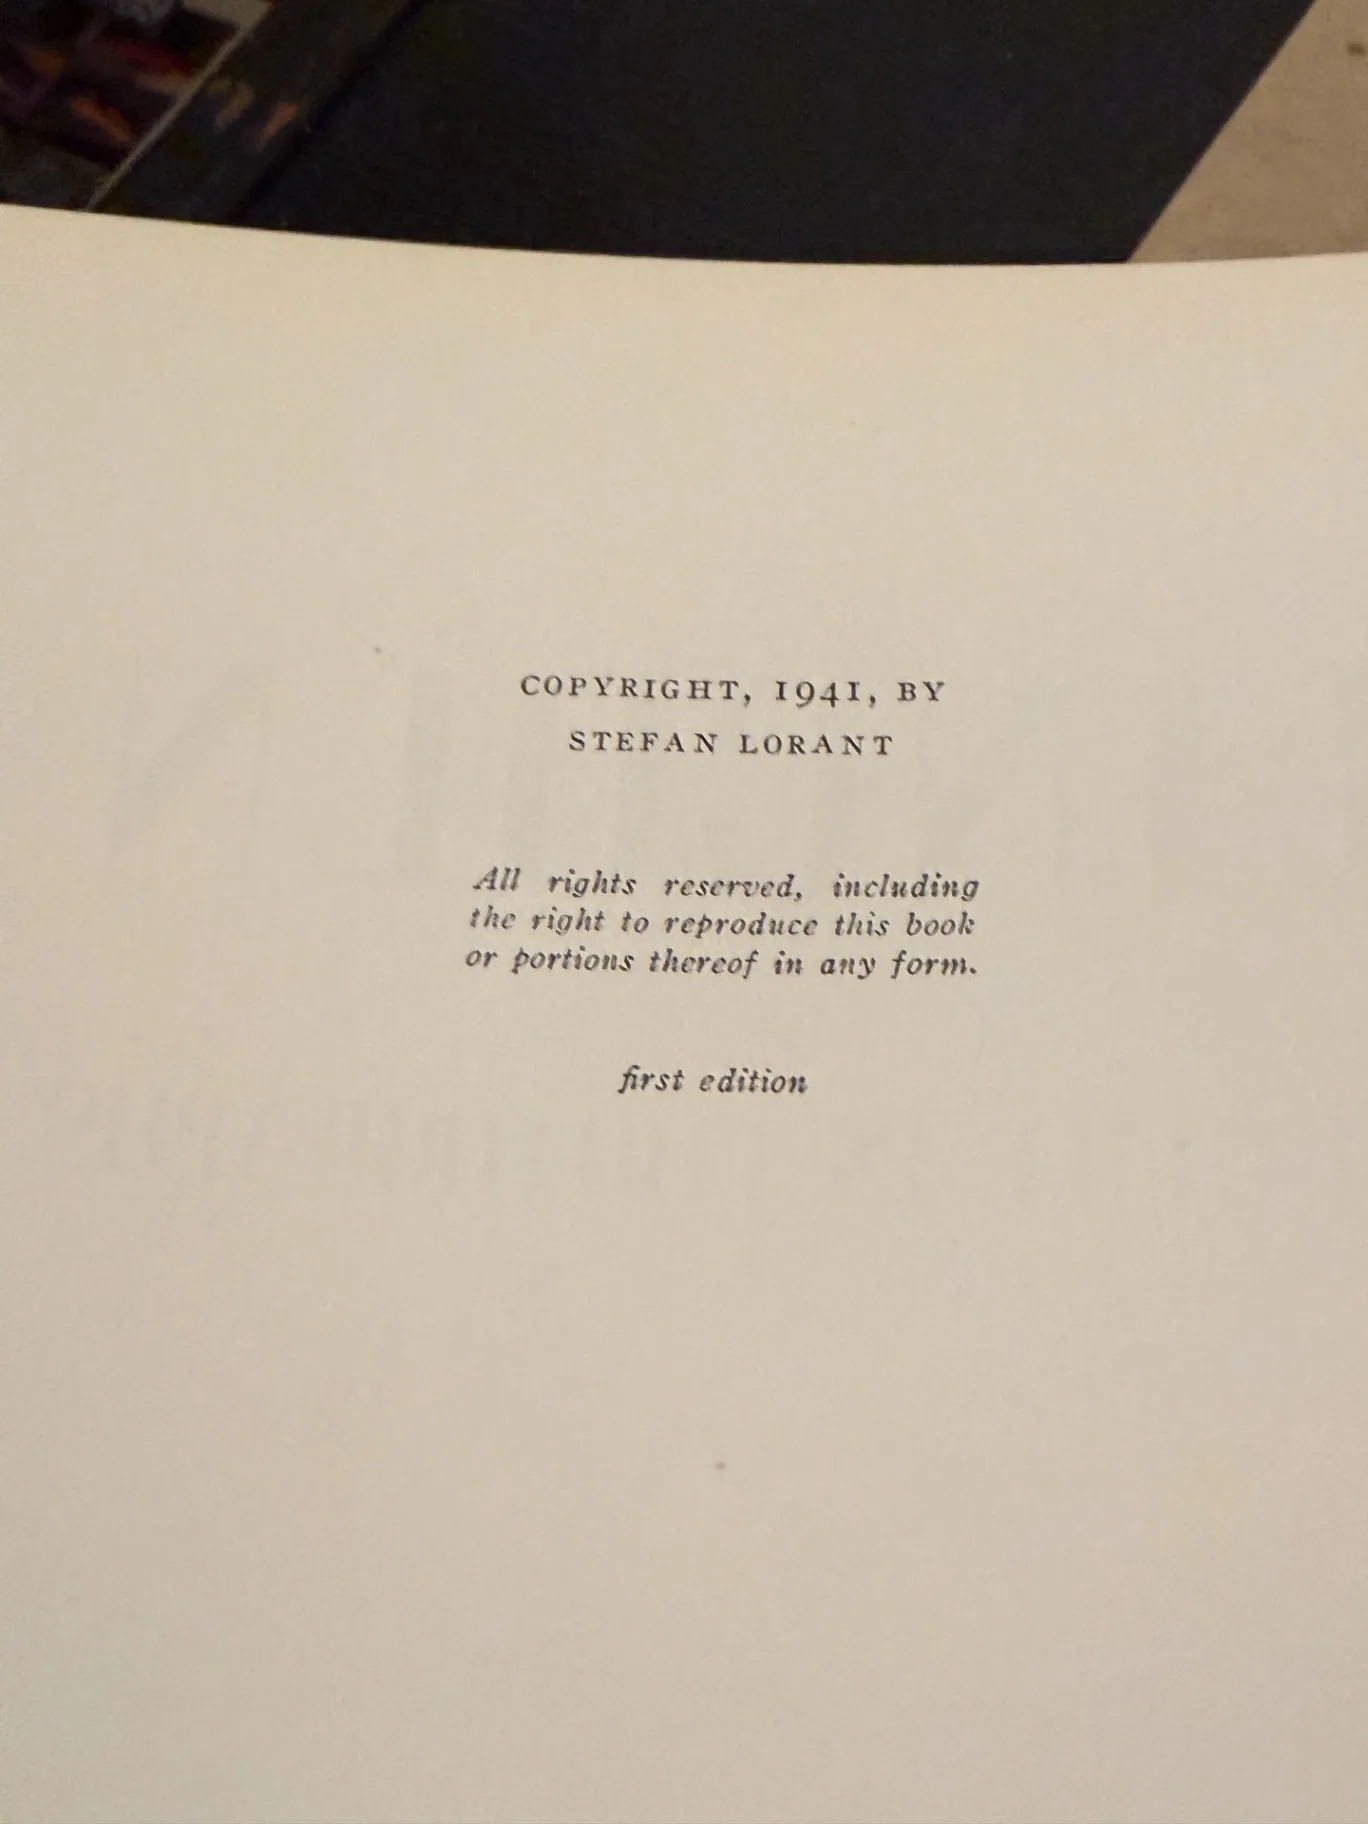 COPYRIGHT, 1941, BY
STEFAN LORANT
All rights reserved, including
the right to reproduce this book
or portions thereof in any form.
first edition